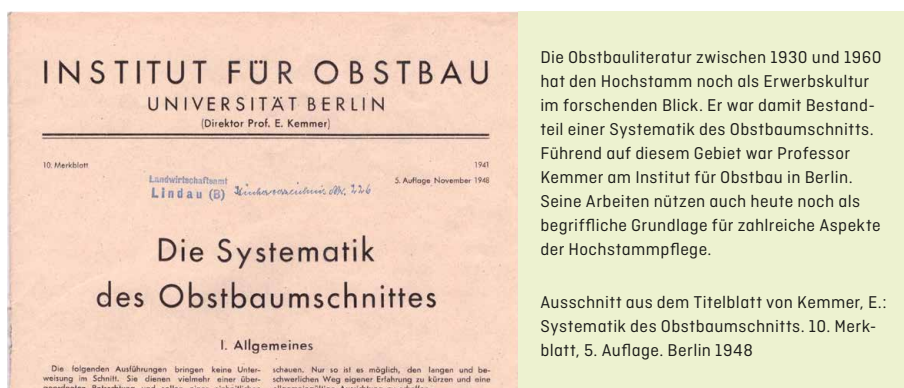 INSTITUT FÜR OBSTBAU
UNIVERSITÄT BERLIN
(Direktor Prof. E. Kemmer)
10. Merkblatt
1941
5. Auflage November 1948
Landwirtschaftsamt
Lindau (B)
Die Systematik
des Obstbaumschnittes
I. Allgemeines
Die folgenden Ausführungen bringen keine Unter-
weisung im Schnitt. Sie dienen vielmehr einer über-
scheuen. Nur so ist es möglich, den langen und be-
schwerlichen Weg eigener Erfahrung zu kürzen und eine
Die Obstbauliteratur zwischen 1930 und 1960
hat den Hochstamm noch als Erwerbskultur
im forschenden Blick. Er war damit Bestand-
teil einer Systematik des Obstbaumschnitts.
Führend auf diesem Gebiet war Professor
Kemmer am Institut für Obstbau in Berlin.
Seine Arbeiten nützen auch heute noch als
begriffliche Grundlage für zahlreiche Aspekte
der Hochstammpflege.
Ausschnitt aus dem Titelblatt von Kemmer, E.:
Systematik des Obstbaumschnitts. 10. Merk-
blatt, 5. Auflage. Berlin 1948